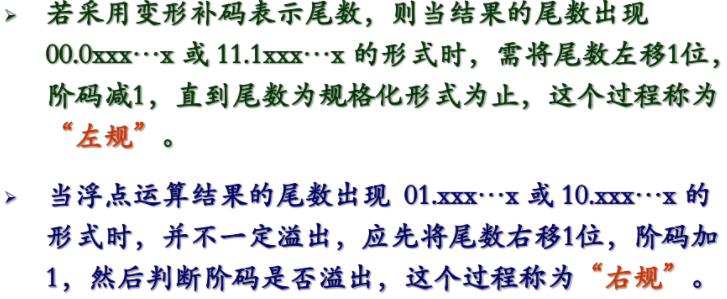 若采用变形补码表示尾数，则当结果的尾数出现
00.0xxx…x 或 11.1xxx…x 的形式时，需将尾数左移1位，
阶码减1，直到尾数为规格化形式为止，这个过程称为
“左规”。
当浮点运算结果的尾数出现 01.xxx…x 或 10.xxx…x 的
形式时，并不一定溢出，应先将尾数右移1位，阶码加
1，然后判断阶码是否溢出，这个过程称为“右规”。